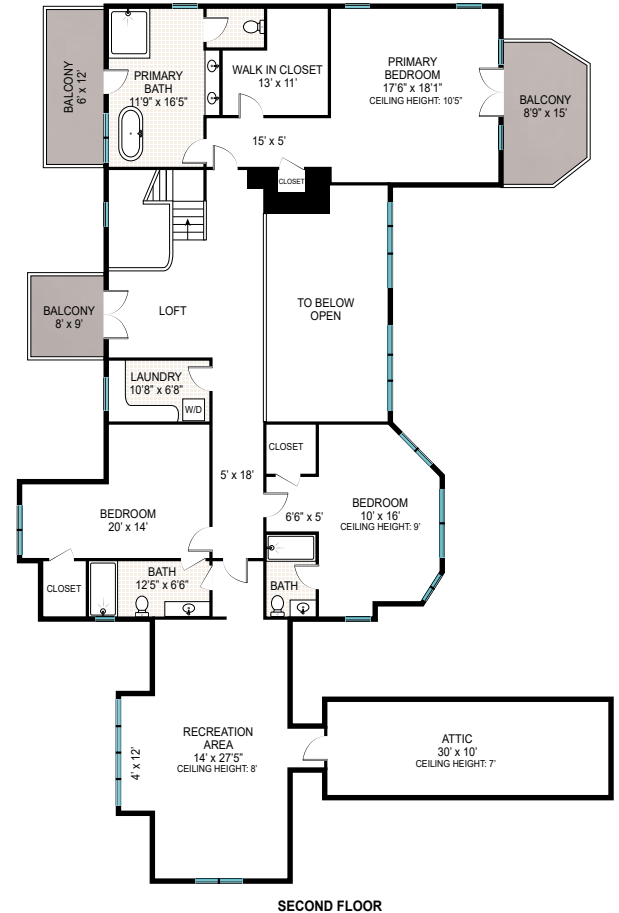 BALCONY
6' x 12'
PRIMARY
BATH
11'9" x 16'5"
WALK IN CLOSET
13' x 11'
PRIMARY
BEDROOM
17'6" x 18'1"
CEILING HEIGHT: 10'5"
BALCONY
8'9" x 15'
15' x 5'
CLOSET
BALCONY
8' x 9'
LOFT
TO BELOW
OPEN
LAUNDRY
10'8" x 6'8"
W/D
CLOSET
5' x 18'
BEDROOM
20' x 14'
6'6" x 5'
BEDROOM
10' x 16'
CEILING HEIGHT: 9'
CLOSET
BATH
12'5" x 6'6"
BATH
RECREATION
AREA
14' x 27'5"
CEILING HEIGHT: 8'
4' x 12'
ATTIC
30' x 10'
CEILING HEIGHT: 7'
SECOND FLOOR